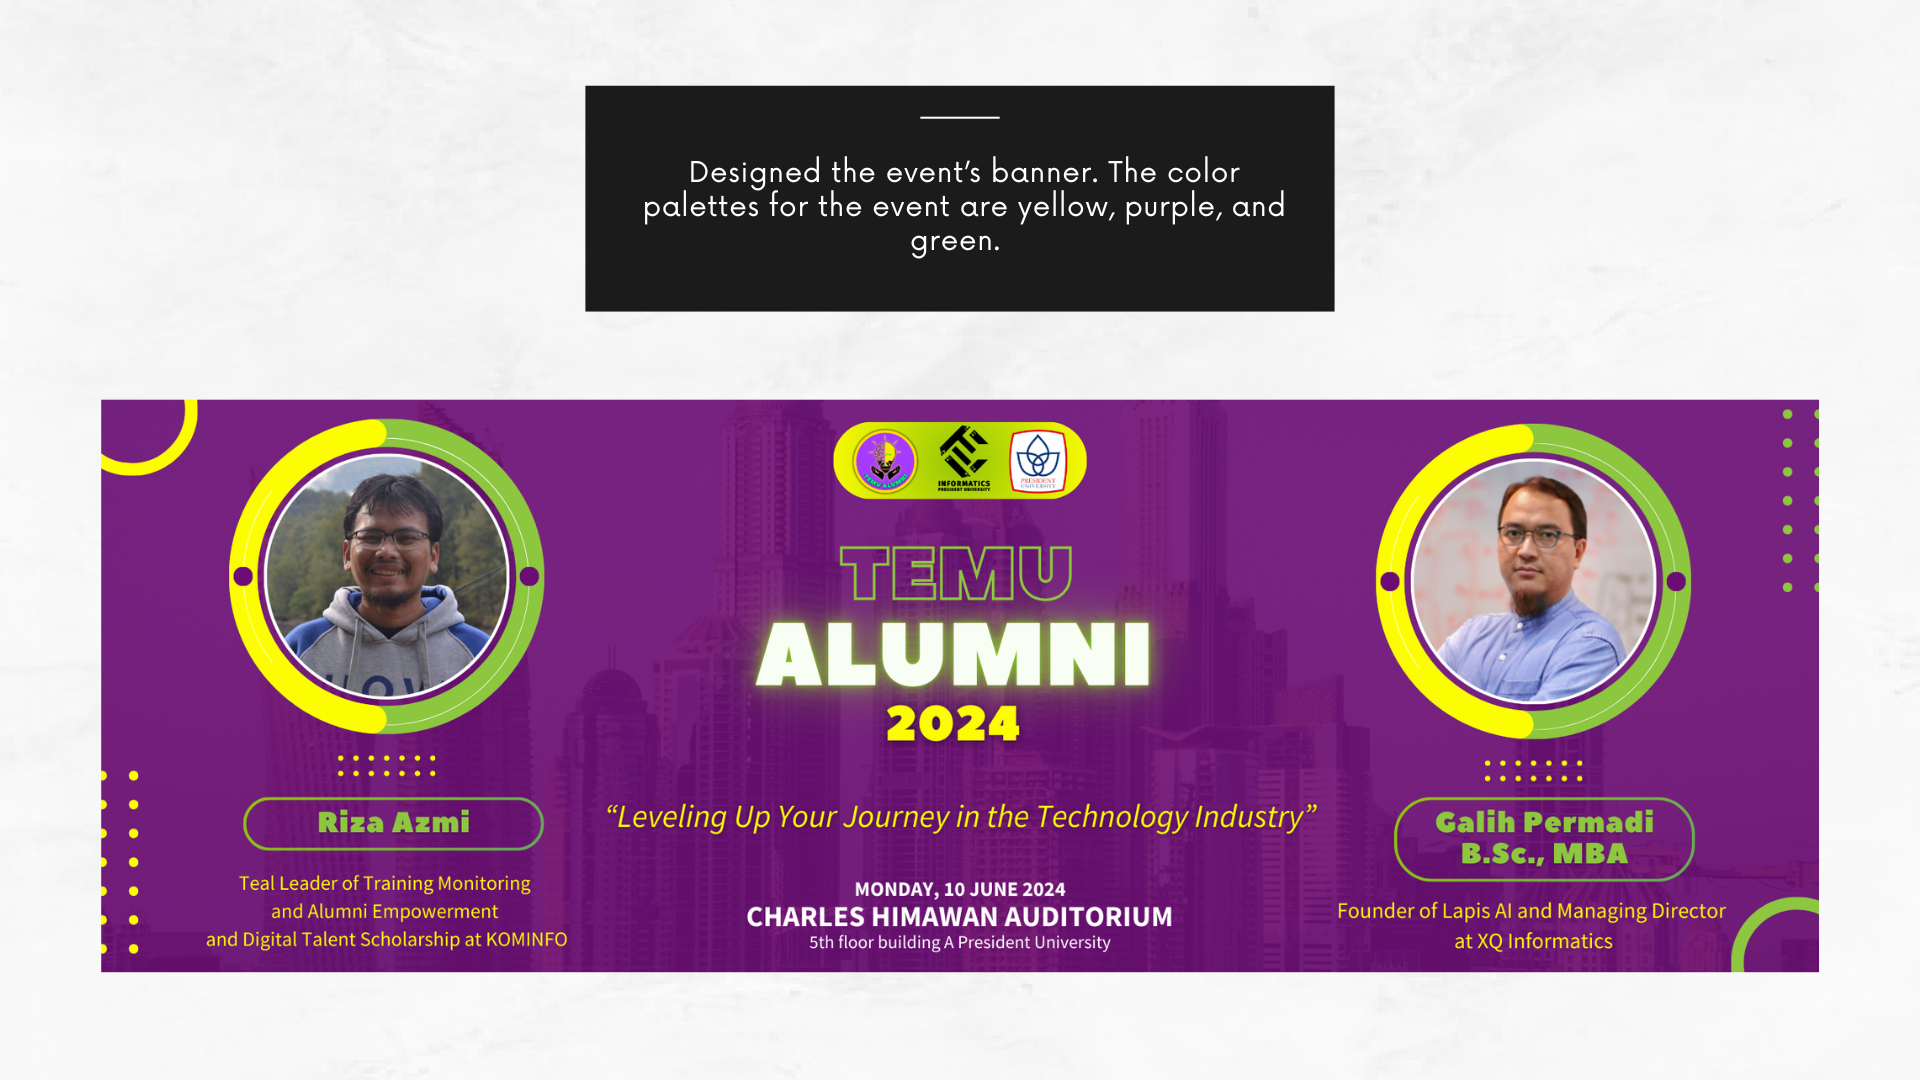 Designed the event’s banner. The color
palettes for the event are yellow, purple, and
green.
TEMU ALUMNI
INFORMATICS
PRESIDENT UNIVERSITY
PRESIDENT
UNIVERSITY
TEMU
ALUMNI
2024
“Leveling Up Your Journey in the Technology Industry”
MONDAY, 10 JUNE 2024
CHARLES HIMAWAN AUDITORIUM
5th floor building A President University
Riza Azmi
Teal Leader of Training Monitoring
and Alumni Empowerment
and Digital Talent Scholarship at KOMINFO
Galih Permadi
B.Sc., MBA
Founder of Lapis AI and Managing Director
at XQ Informatics